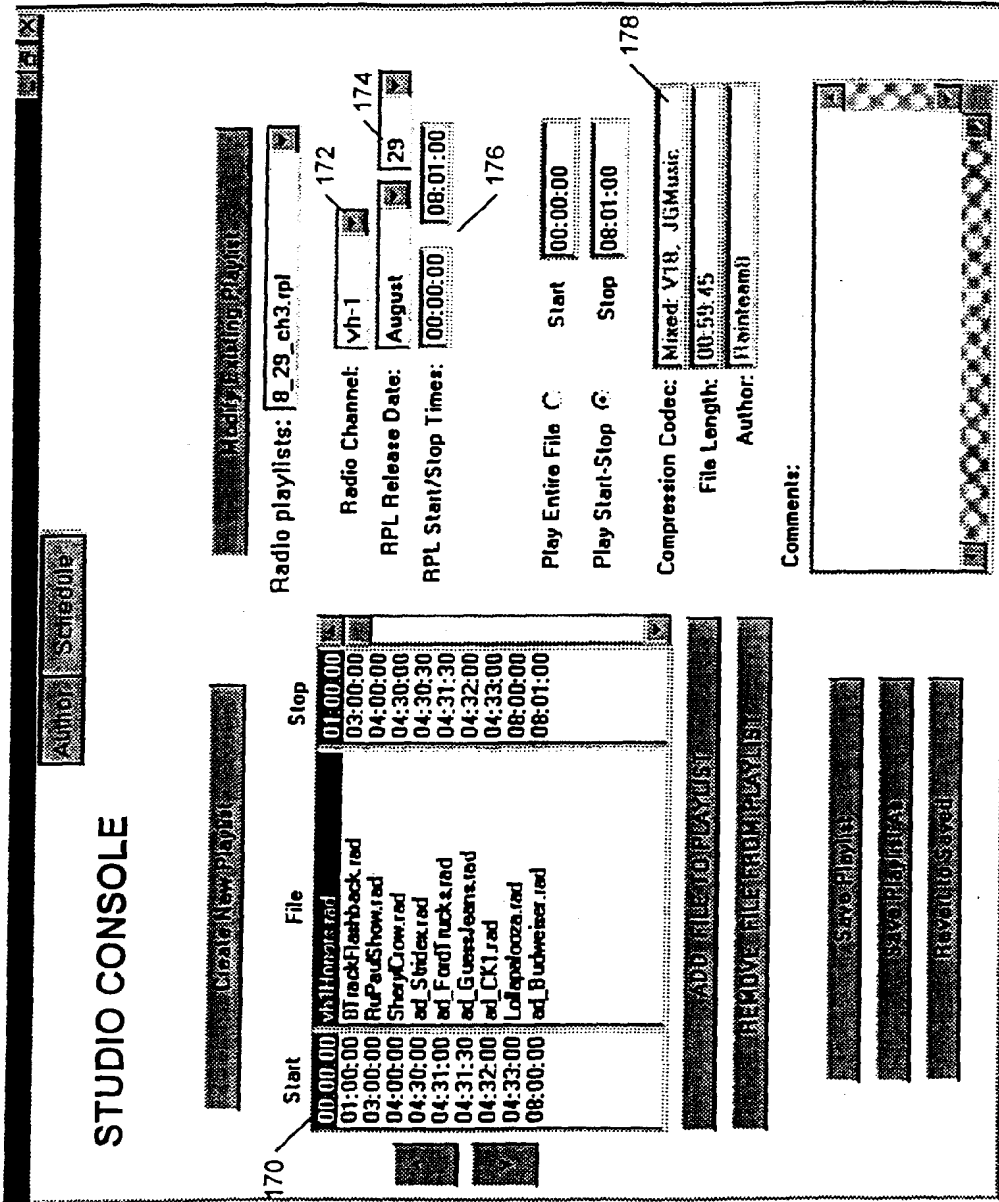 Author Schedule
STUDIO CONSOLE
Create New Playlist
Modify Existing Playlist
Radio playlists: 8_29_ch3.rpl
172
Radio Channel: vh-1
174
RPL Release Date: August 29
RPL Start/Stop Times: 00:00:00 08:01:00
176
170
Start File Stop
00:00:00 01:00:00
01:00:00 BTrackFlashback.rad 03:00:00
03:00:00 RuPaulShow.rad 04:00:00
04:00:00 SherylCrow.rad 04:30:00
04:30:00 ad_Stridex.rad 04:30:30
04:31:00 ad_FordTrucks.rad 04:31:30
04:31:30 ad_GuessJeans.rad 04:32:00
04:32:00 ad_CK1.rad 04:33:00
04:33:00 Lollapalooza.rad 08:00:00
08:00:00 ad_Budweiser.rad 08:01:00
Play Entire File Start 00:00:00
Play Start-Stop Stop 08:01:00
178
Compression Codec: Mixed: V18, JGMusic
File Length: 00:59:45
Author:
Comments:
ADD FILE TO PLAYLIST
REMOVE FILE FROM PLAYLIST
Save Playlist
Save Playlist (As)
Revert to Saved